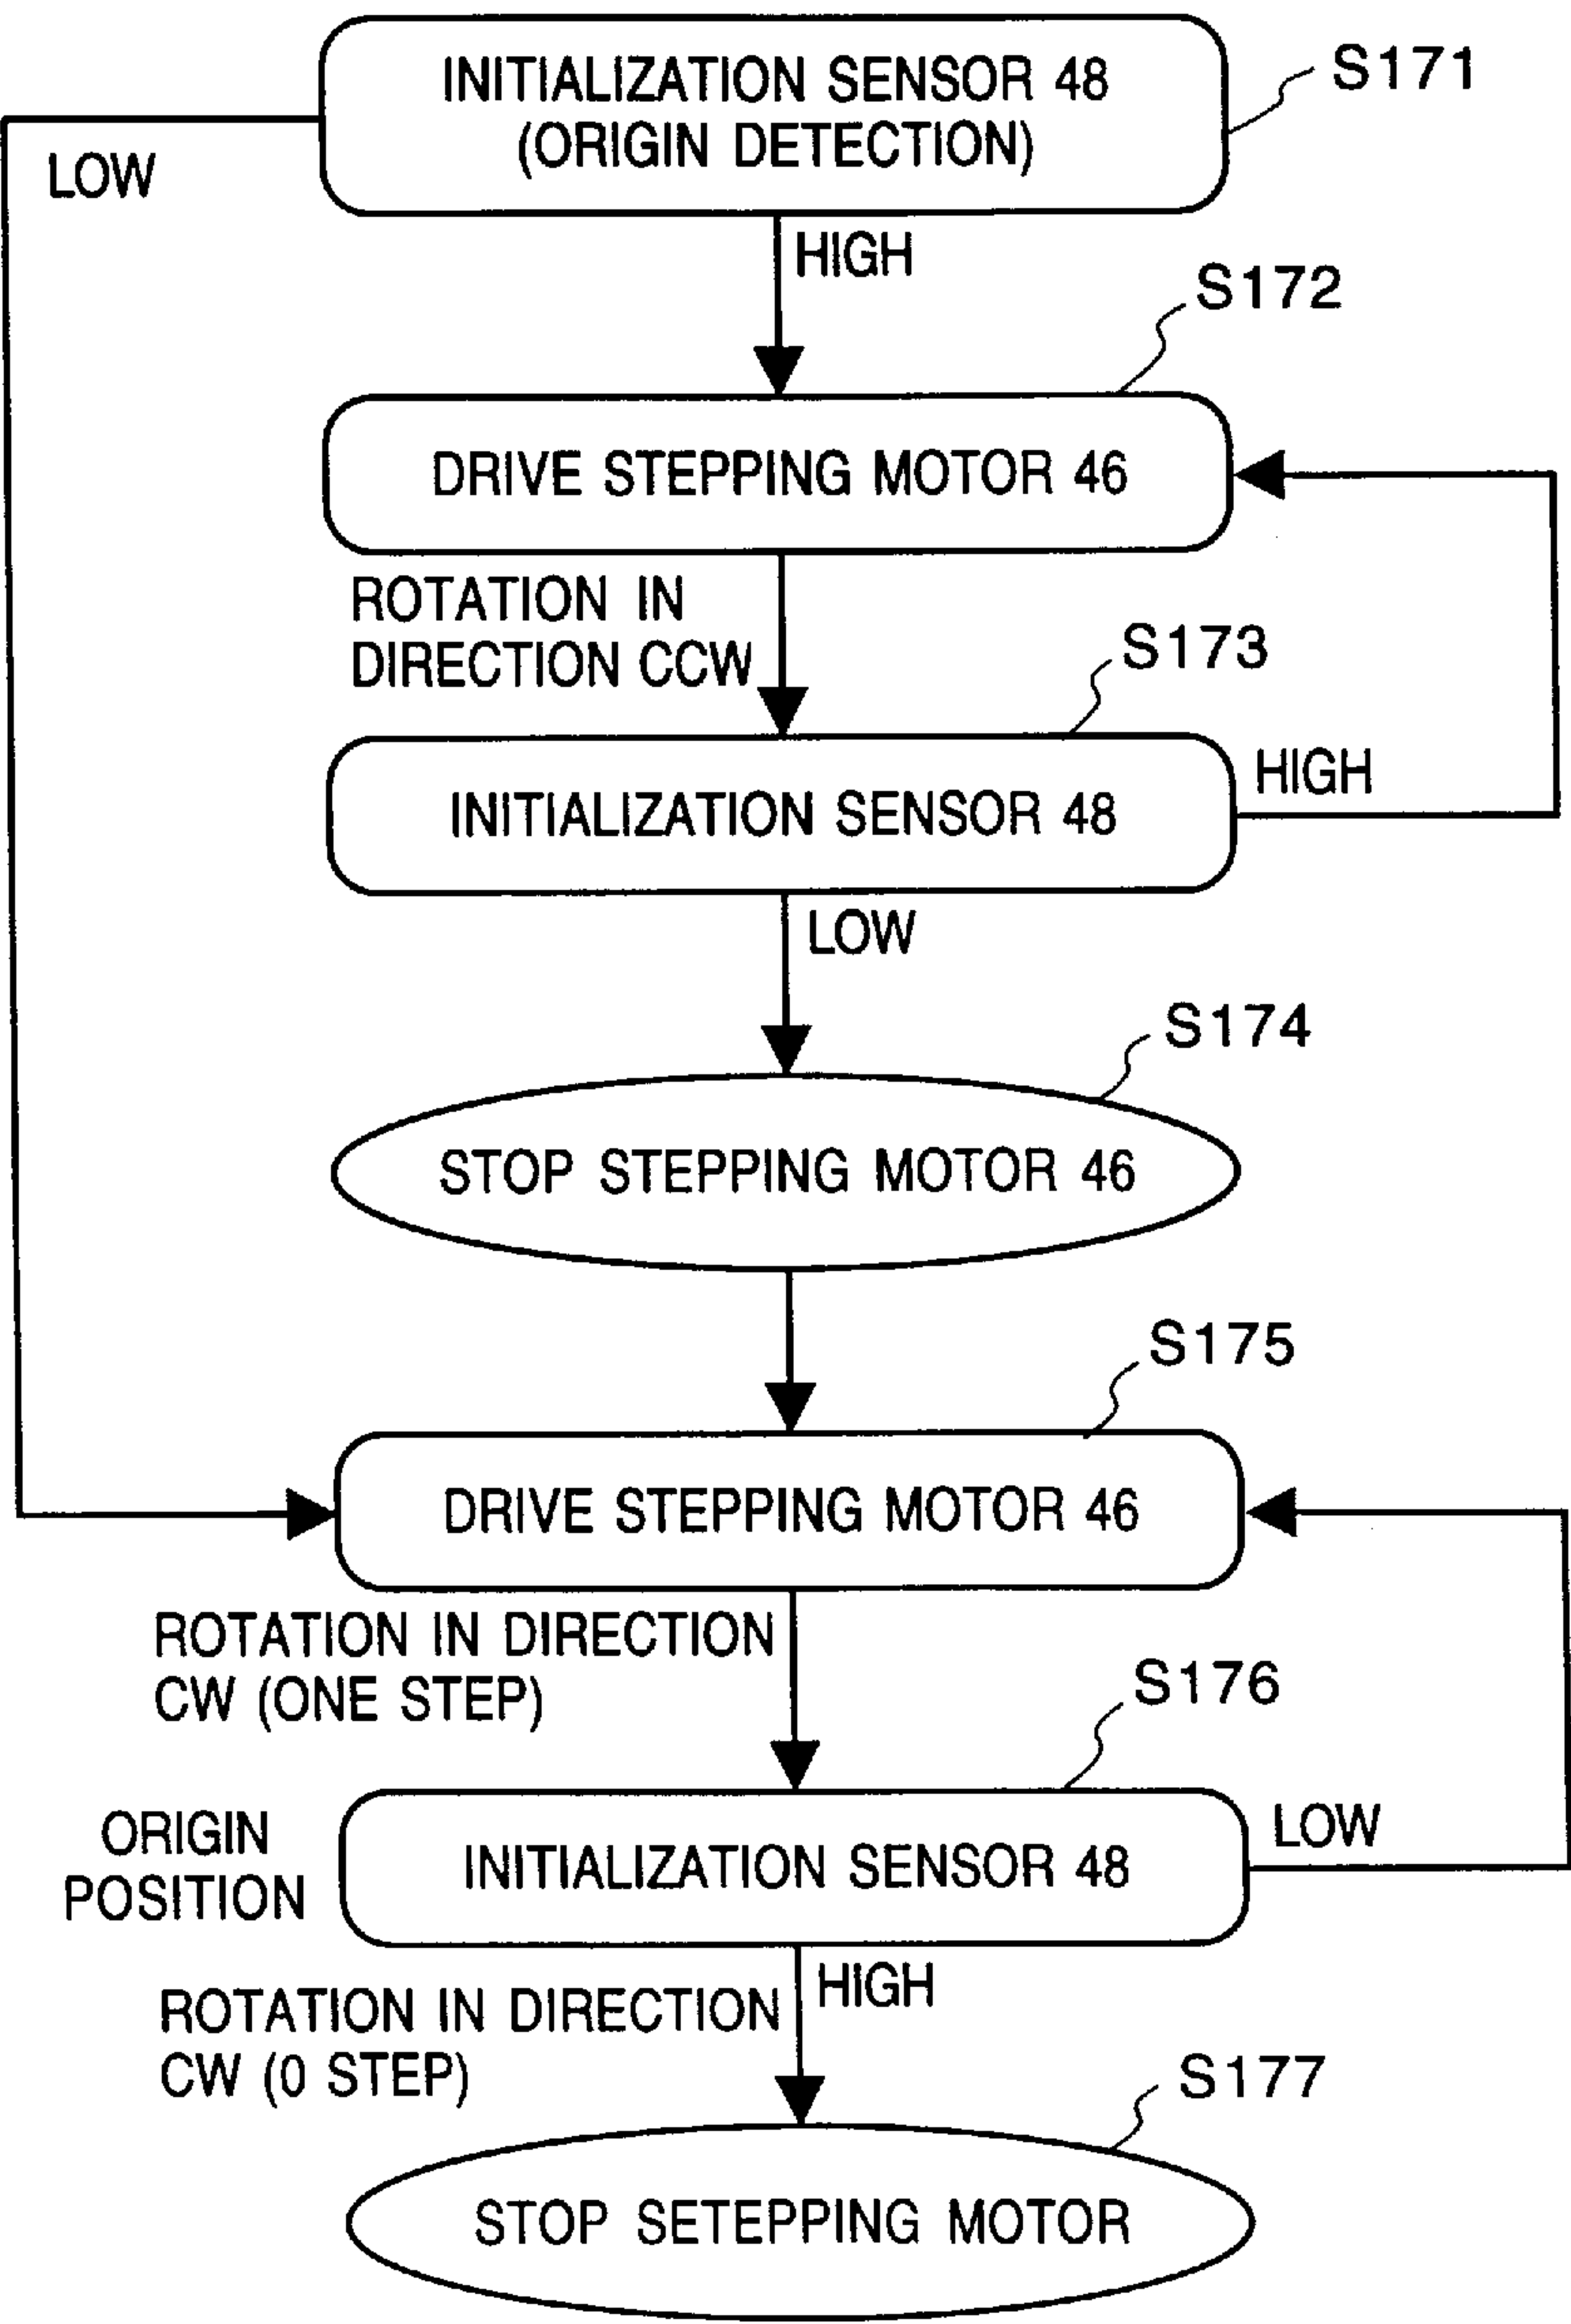 INITIALIZATION SENSOR 48
(ORIGIN DETECTION)
S171
LOW
HIGH
S172
DRIVE STEPPING MOTOR 46
ROTATION IN
DIRECTION CCW
S173
INITIALIZATION SENSOR 48
HIGH
LOW
S174
STOP STEPPING MOTOR 46
S175
DRIVE STEPPING MOTOR 46
ROTATION IN DIRECTION
CW (ONE STEP)
S176
ORIGIN
POSITION
INITIALIZATION SENSOR 48
LOW
HIGH
ROTATION IN DIRECTION
CW (0 STEP)
S177
STOP SETEPPING MOTOR